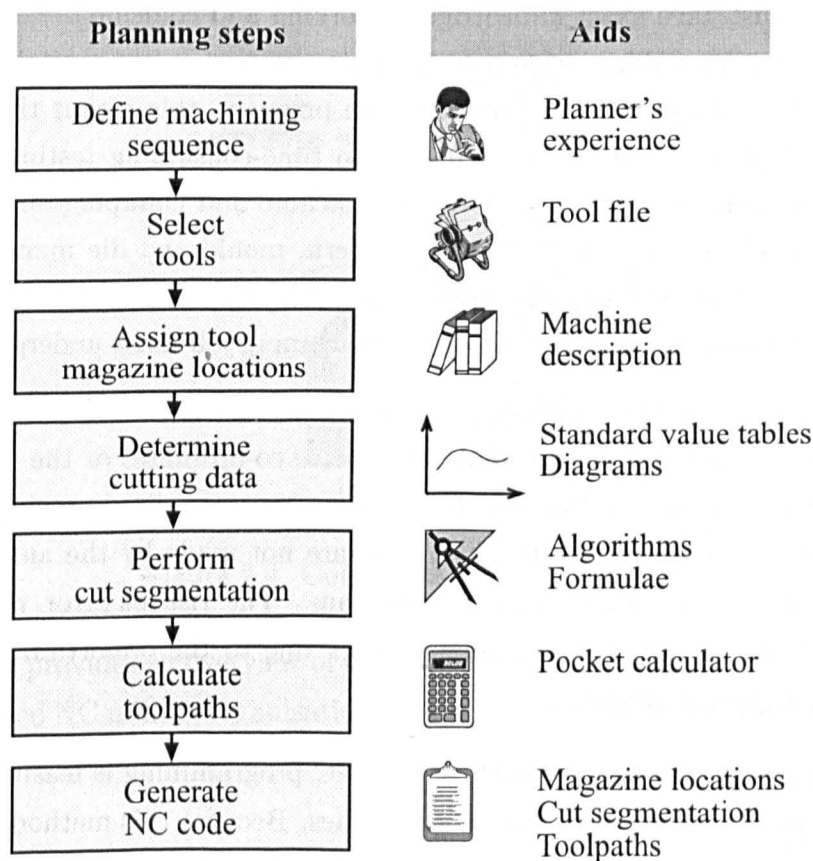 Planning steps
Aids
Define machining
sequence
Planner's
experience
Select
tools
Tool file
Assign tool
magazine locations
Machine
description
Determine
cutting data
Standard value tables
Diagrams
Perform
cut segmentation
Algorithms
Formulae
Calculate
toolpaths
Pocket calculator
Generate
NC code
Magazine locations
Cut segmentation
Toolpaths